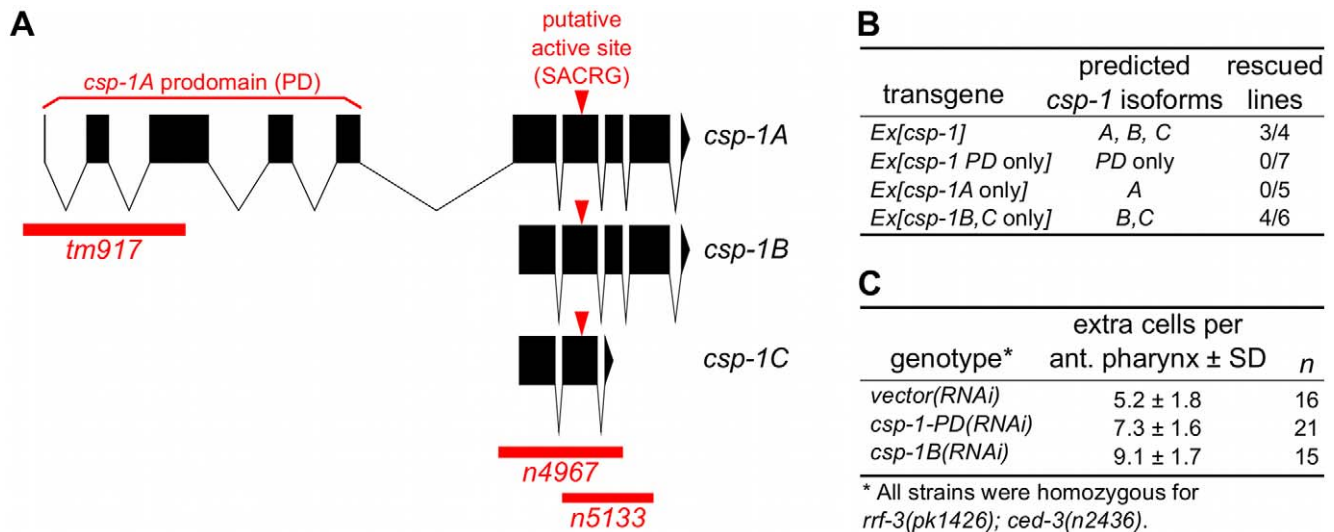 A
putative
active site
(SACRG)
csp-1A prodomain (PD)
csp-1A
tm917
csp-1B
csp-1C
n4967
n5133
B
transgene predicted csp-1 isoforms rescued lines
Ex[csp-1] A, B, C 3/4
Ex[csp-1 PD only] PD only 0/7
Ex[csp-1A only] A 0/5
Ex[csp-1B,C only] B,C 4/6
C
genotype* extra cells per ant. pharynx ± SD n
vector(RNAi) 5.2 ± 1.8 16
csp-1-PD(RNAi) 7.3 ± 1.6 21
csp-1B(RNAi) 9.1 ± 1.7 15
* All strains were homozygous for
rrf-3(pk1426); ced-3(n2436).